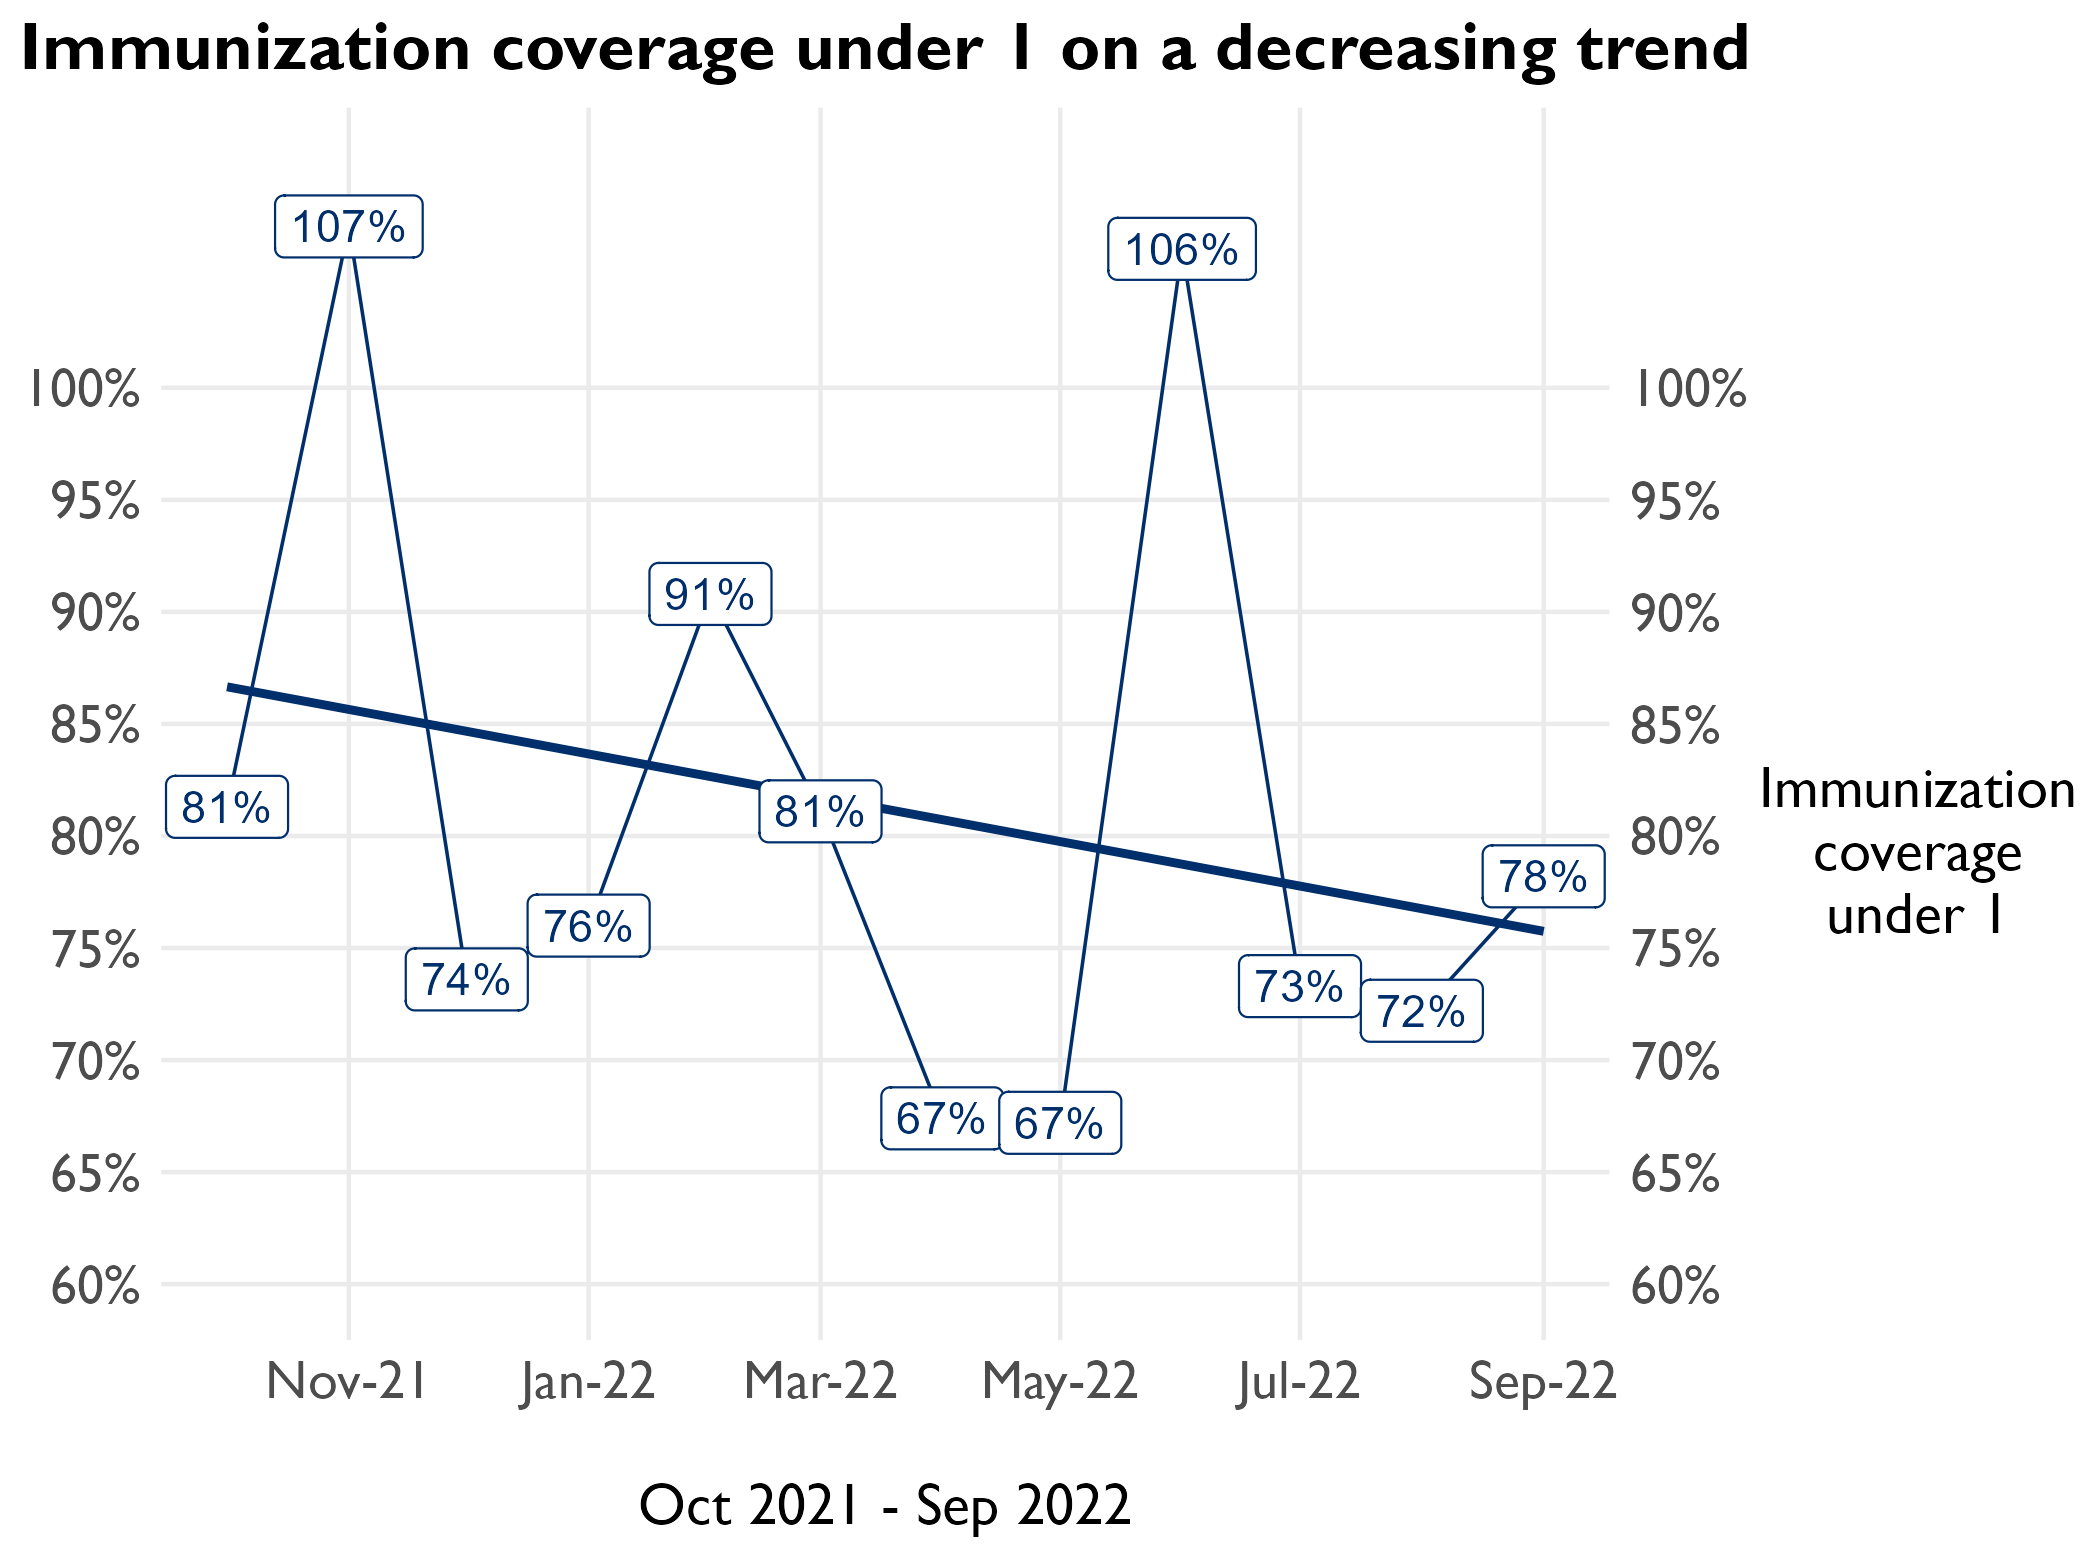 Immunization coverage under 1 on a decreasing trend
107%
106%
100%
100%
95%
95%
91%
90%
90%
85%
85%
81%
81%
80%
80%
Immunization
coverage
under 1
78%
76%
75%
75%
74%
73%
72%
70%
70%
67%
67%
65%
65%
60%
60%
Nov-21
Jan-22
Mar-22
May-22
Jul-22
Sep-22
Oct 2021 - Sep 2022